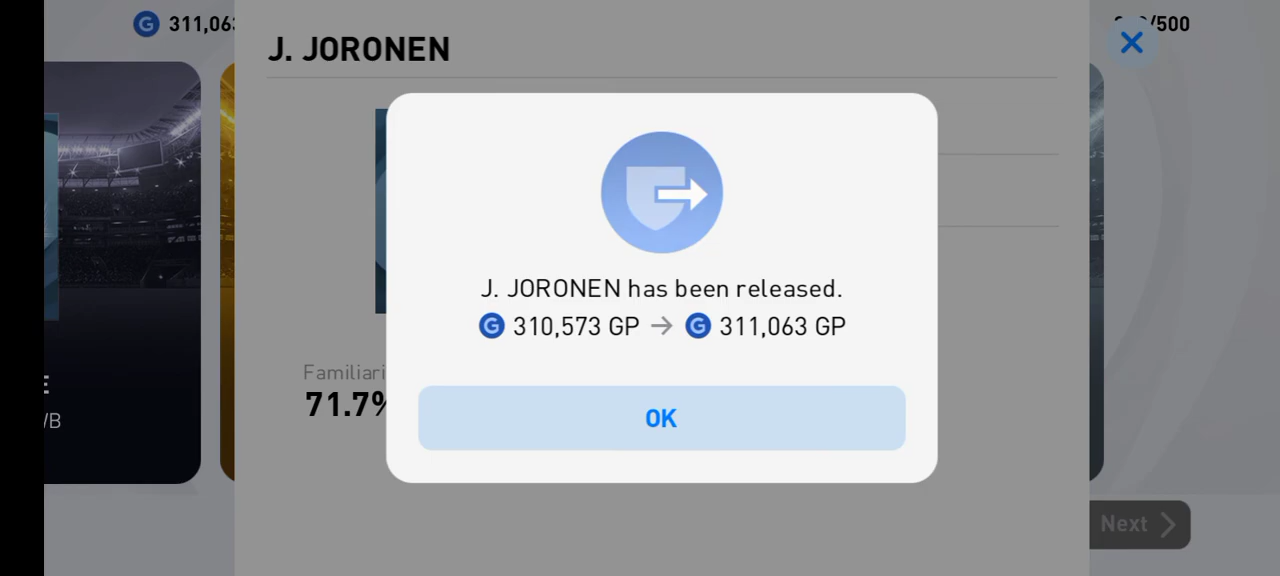 311,063
/500
J. JORONEN
J. JORONEN has been released.
G 310,573 GP → G 311,063 GP
Familiari
71.7%
/B
OK
Next